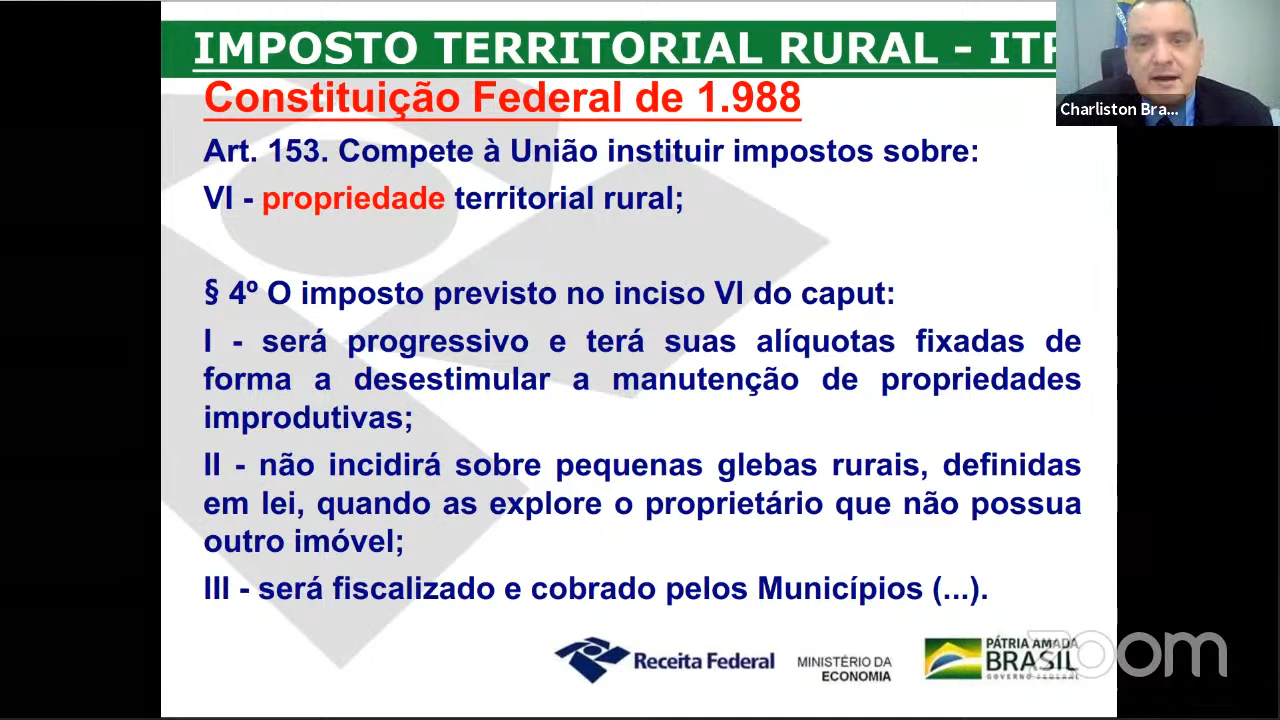 IMPOSTO TERRITORIAL RURAL - ITR
Constituição Federal de 1.988
Art. 153. Compete à União instituir impostos sobre:
VI - propriedade territorial rural;
§ 4º O imposto previsto no inciso VI do caput:
I - será progressivo e terá suas alíquotas fixadas de
forma a desestimular a manutenção de propriedades
improdutivas;
II - não incidirá sobre pequenas glebas rurais, definidas
em lei, quando as explore o proprietário que não possua
outro imóvel;
III - será fiscalizado e cobrado pelos Municípios (...).
Charliston Bra...
Receita Federal
MINISTÉRIO DA
ECONOMIA
PÁTRIA AMADA
BRASIL
GOVERNO FEDERAL
zoom